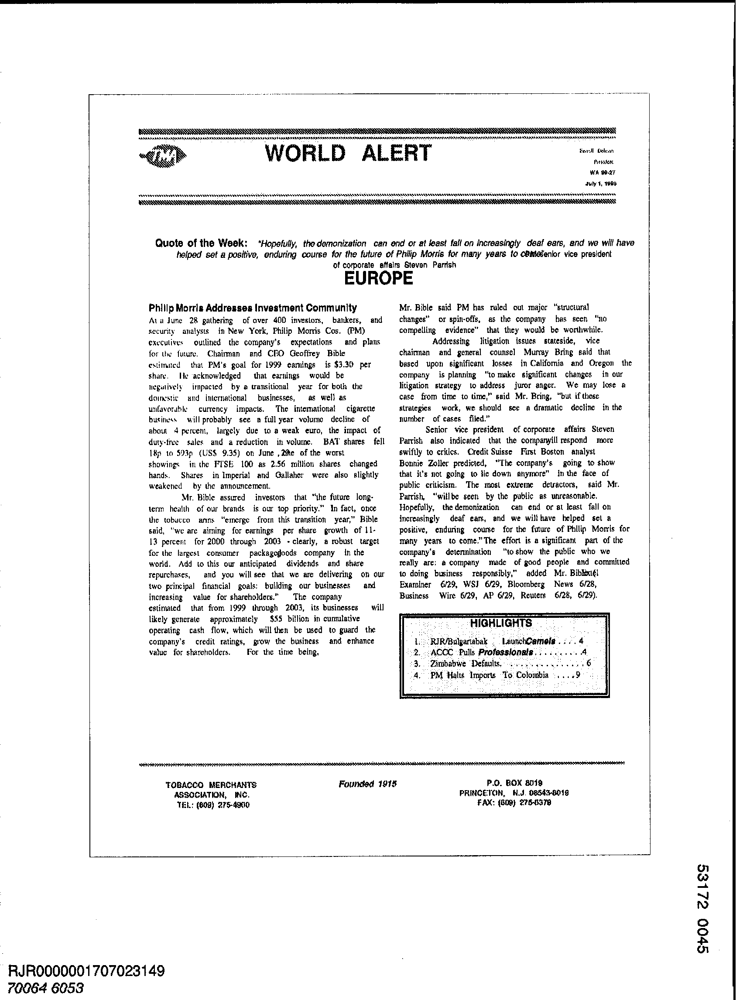 TMA
WORLD ALERT
President
WA 99-27
July 1, 1999
Quote of the Week: "Hopefully, the demonization can end or at least fall on increasingly deaf ears, and we will have
helped set a positive, enduring course for the future of Philip Morris for many years to senior vice president
of corporate affairs Steven Parrish
EUROPE
Philip Morris Addresses Investment Community
At a June 28 gathering of over 400 investors, bankers, and
security analysts in New York, Philip Morris Cos. (PM)
executives outlined the company's expectations and plans
for the future. Chairman and CEO Geoffrey Bible
estimated that PM's goal for 1999 earnings is $3.30 per
share. He acknowledged that earnings would be
negatively impacted by a transitional year for both the
domestic and international businesses, as well as
unfavorable currency impacts. The international cigarette
business will probably see a full year volume decline of
about 4 percent, largely due to a weak euro, the impact of
duty-free sales and a reduction in volume. BAT shares fell
18p to 593p (US$ 9.35) on June , of the worst
showings in the FTSE 100 as 2.56 million shares changed
hands. Shares in Imperial and Gallaher were also slightly
weakened by the announcement.
Mr. Bible assured investors that "the future long-
term health of our brands is our top priority." In fact, once
the tobacco arms "emerge from this transition year," Bible
said, "we are aiming for earnings per share growth of 11-
13 percent for 2000 through 2003 - clearly, a robust target
for the largest consumer packaged goods company in the
world. Add to this our anticipated dividends and share
repurchases, and you will see that we are delivering on our
two principal financial goals: building our businesses and
increasing value for shareholders." The company
estimated that from 1999 through 2003, its businesses will
likely generate approximately $55 billion in cumulative
operating cash flow, which will then be used to guard the
company's credit ratings, grow the business and enhance
value for shareholders. For the time being,
Mr. Bible said PM has ruled out major "structural
changes" or spin-offs, as the company has seen "no
compelling evidence" that they would be worthwhile.
Addressing litigation issues stateside, vice
chairman and general counsel Murray Bring said that
based upon significant losses in California and Oregon the
company is planning "to make significant changes in our
litigation strategy to address juror anger. We may lose a
case from time to time," said Mr. Bring, "but if these
strategies work, we should see a dramatic decline in the
number of cases filed."
Senior vice president of corporate affairs Steven
Parrish also indicated that the company will respond more
swiftly to critics. Credit Suisse First Boston analyst
Bonnie Zoller predicted, "The company's going to show
that it's not going to lie down anymore" in the face of
public criticism. The most extreme detractors, said Mr.
Parrish, "will be seen by the public as unreasonable.
Hopefully, the demonization can end or at least fall on
increasingly deaf ears, and we will have helped set a
positive, enduring course for the future of Philip Morris for
many years to come." The effort is a significant part of the
company's determination "to show the public who we
really are: a company made of good people and committed
to doing business responsibly," added Mr. Bible
Examiner 6/29, WSJ 6/29, Bloomberg News 6/28,
Business Wire 6/29, AP 6/29, Reuters 6/28, 6/29).
HIGHLIGHTS
1. RJR/Bulgartabak Launch Camels .... 4
2. ACCC Pulls Professionals .......... 4
3. Zimbabwe Defaults. ............... 6
4. PM Halts Imports To Colombia .... 9
TOBACCO MERCHANTS
ASSOCIATION, INC.
TEL: (609) 275-4900
Founded 1915
P.O. BOX 8019
PRINCETON, N.J. 08543-8019
FAX: (609) 275-8379
53172 0045
RJR0000001707023149
70064 6053